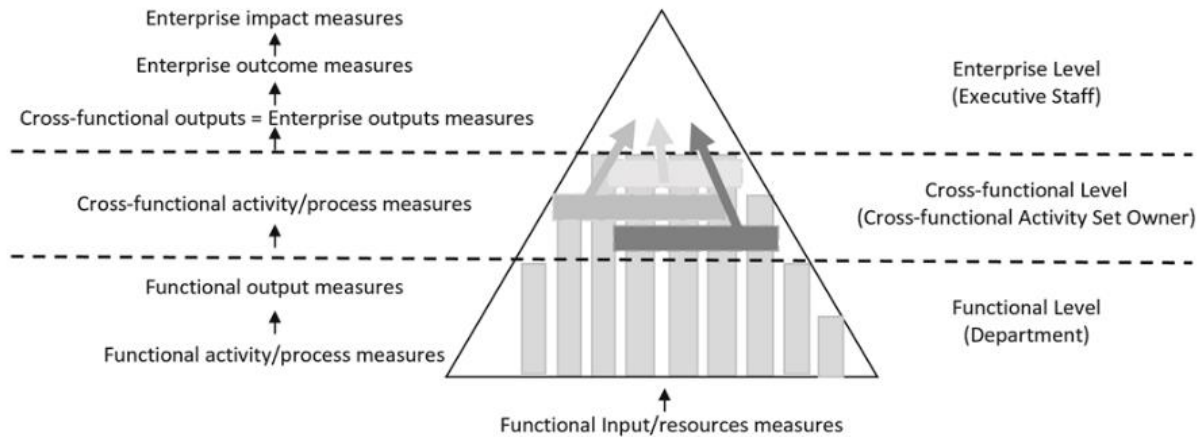 Enterprise impact measures
Enterprise outcome measures
Cross-functional outputs = Enterprise outputs measures
Enterprise Level
(Executive Staff)
Cross-functional activity/process measures
Cross-functional Level
(Cross-functional Activity Set Owner)
Functional output measures
Functional activity/process measures
Functional Level
(Department)
Functional Input/resources measures